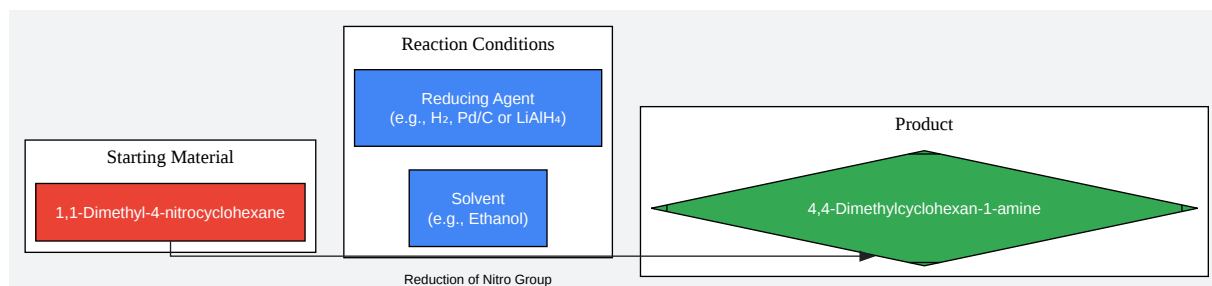 Starting Material
1,1-Dimethyl-4-nitrocyclohexane
Reaction Conditions
Reducing Agent
(e.g., H₂, Pd/C or LiAlH₄)
Solvent
(e.g., Ethanol)
Reduction of Nitro Group
Product
4,4-Dimethylcyclohexan-1-amine